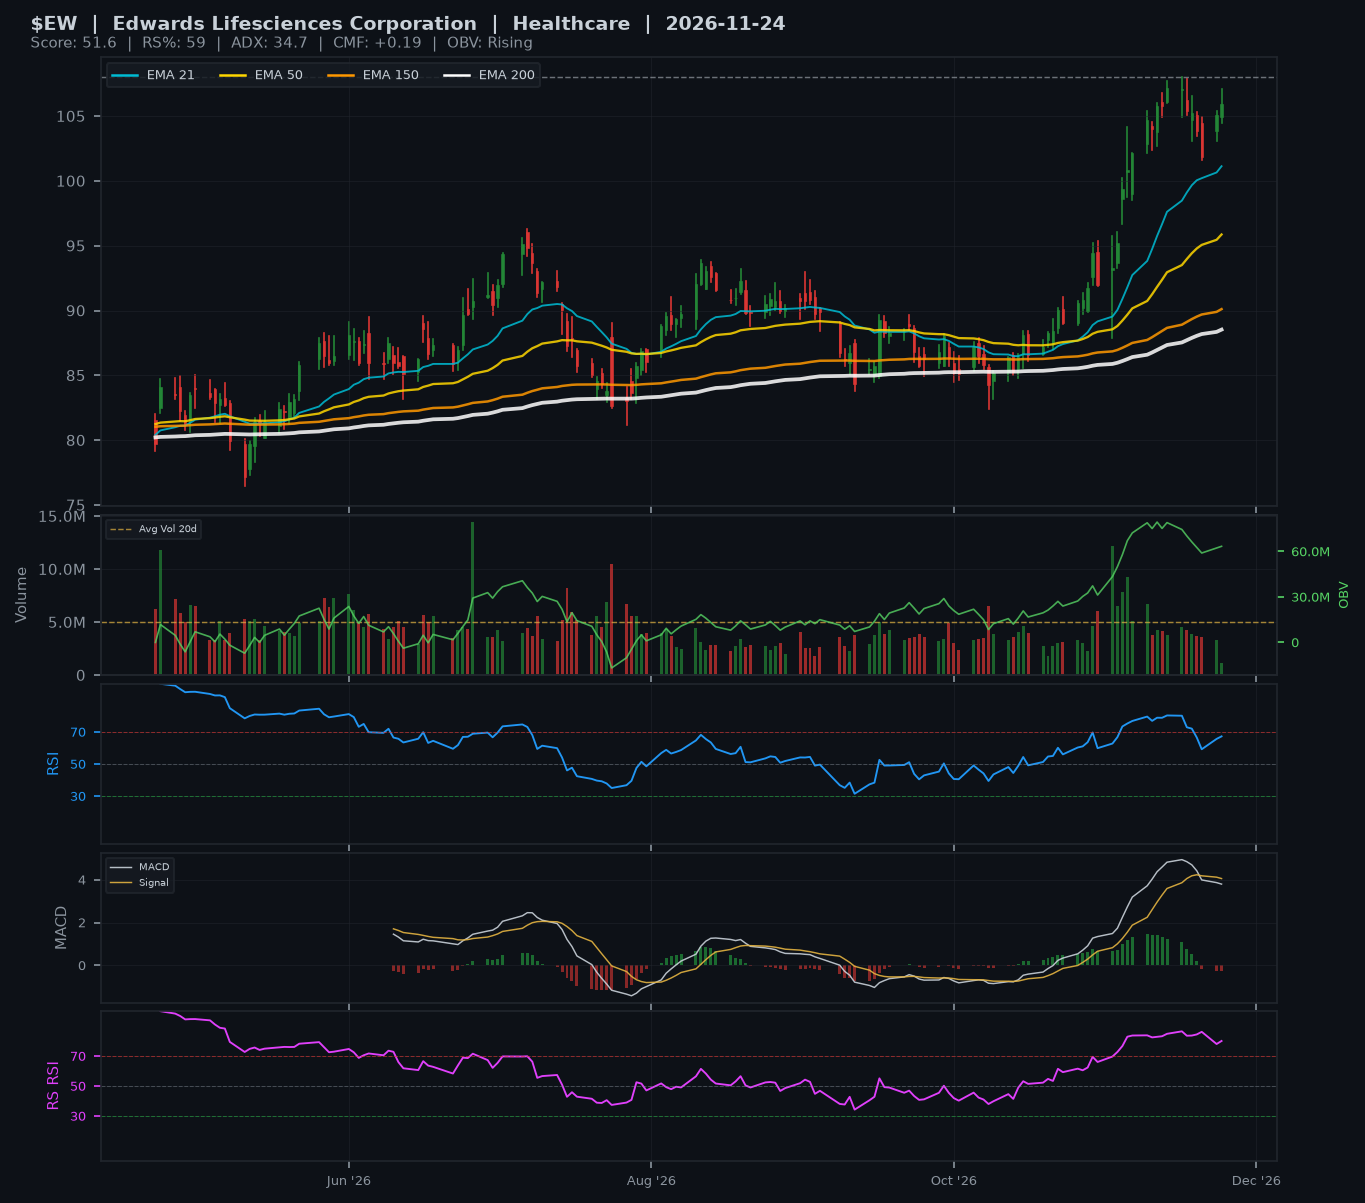 $EW | Edwards Lifesciences Corporation | Healthcare | 2026-11-24
Score: 51.6 | RS%: 59 | ADX: 34.7 | CMF: +0.19 | OBV: Rising
EMA 21 EMA 50 EMA 150 EMA 200
105
100
95
90
85
80
75
15.0M
10.0M
5.0M
0
Volume
Avg Vol 20d
60.0M
30.0M
0
OBV
70
50
30
RSI
4
2
0
MACD
MACD
Signal
70
50
30
RS RSI
Jun '26 Aug '26 Oct '26 Dec '26